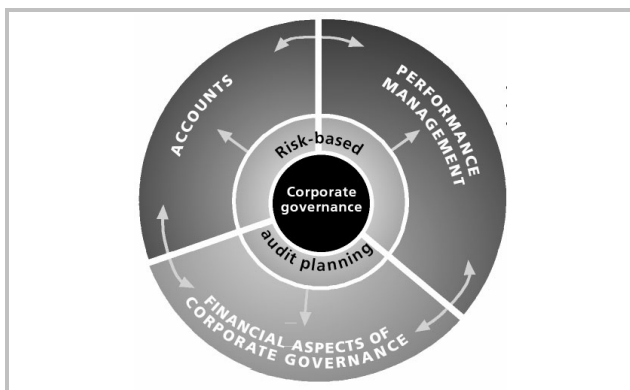 ACCOUNTS
PERFORMANCE
MANAGEMENT
Risk-based
Corporate
governance
audit planning
FINANCIAL ASPECTS OF
CORPORATE GOVERNANCE